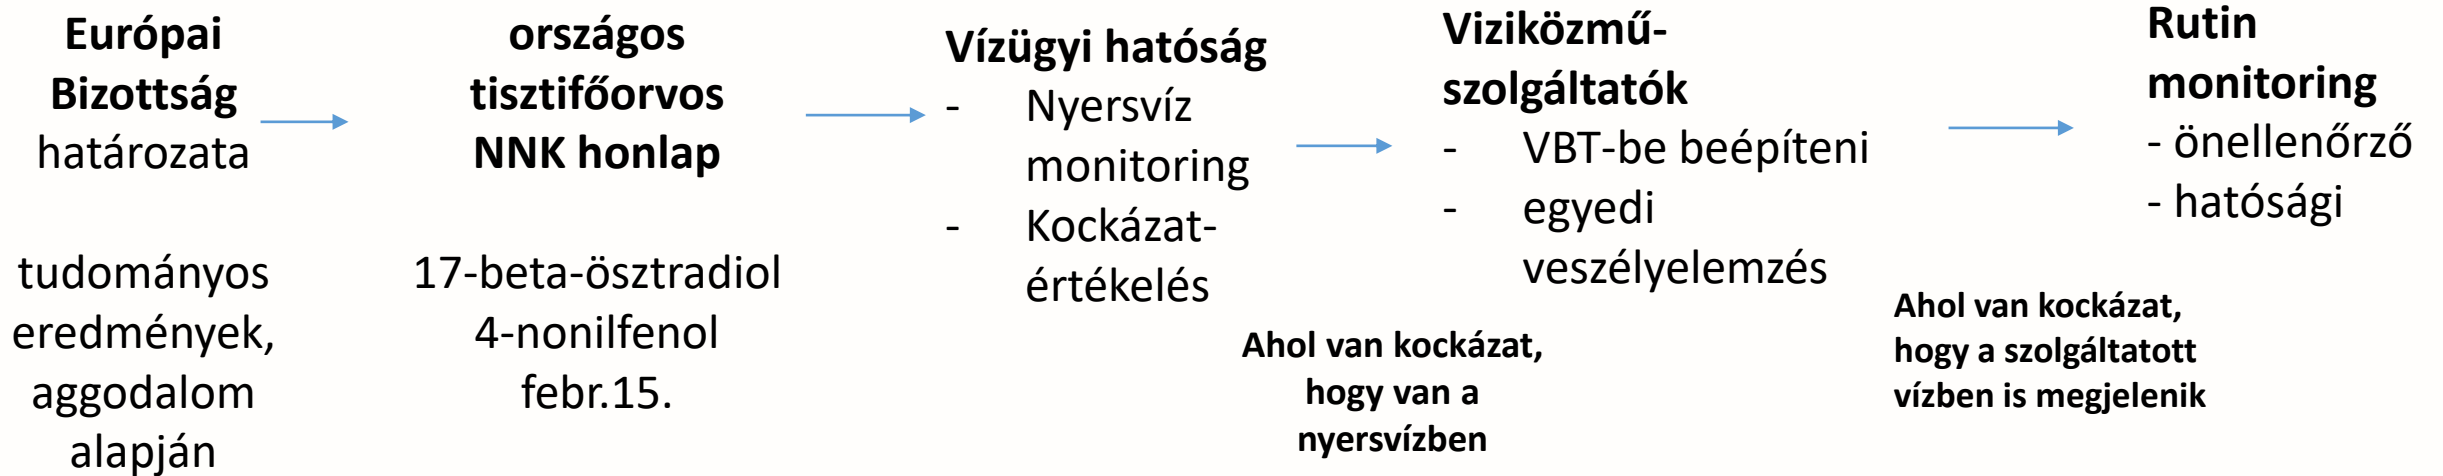 Európai
Bizottság
határozata
tudományos
eredmények,
aggodalom
alapján
országos
tisztifőorvos
NNK honlap
17-beta-ösztradiol
4-nonilfenol
febr.15.
Vízügyi hatóság
- Nyersvíz
monitoring
- Kockázat-
értékelés
Ahol van kockázat,
hogy van a
nyersvízben
Viziközmű-
szolgáltatók
- VBT-be beépíteni
- egyedi
veszélyelemzés
Ahol van kockázat,
hogy a szolgáltatott
vízben is megjelenik
Rutin
monitoring
- önellenőrző
- hatósági